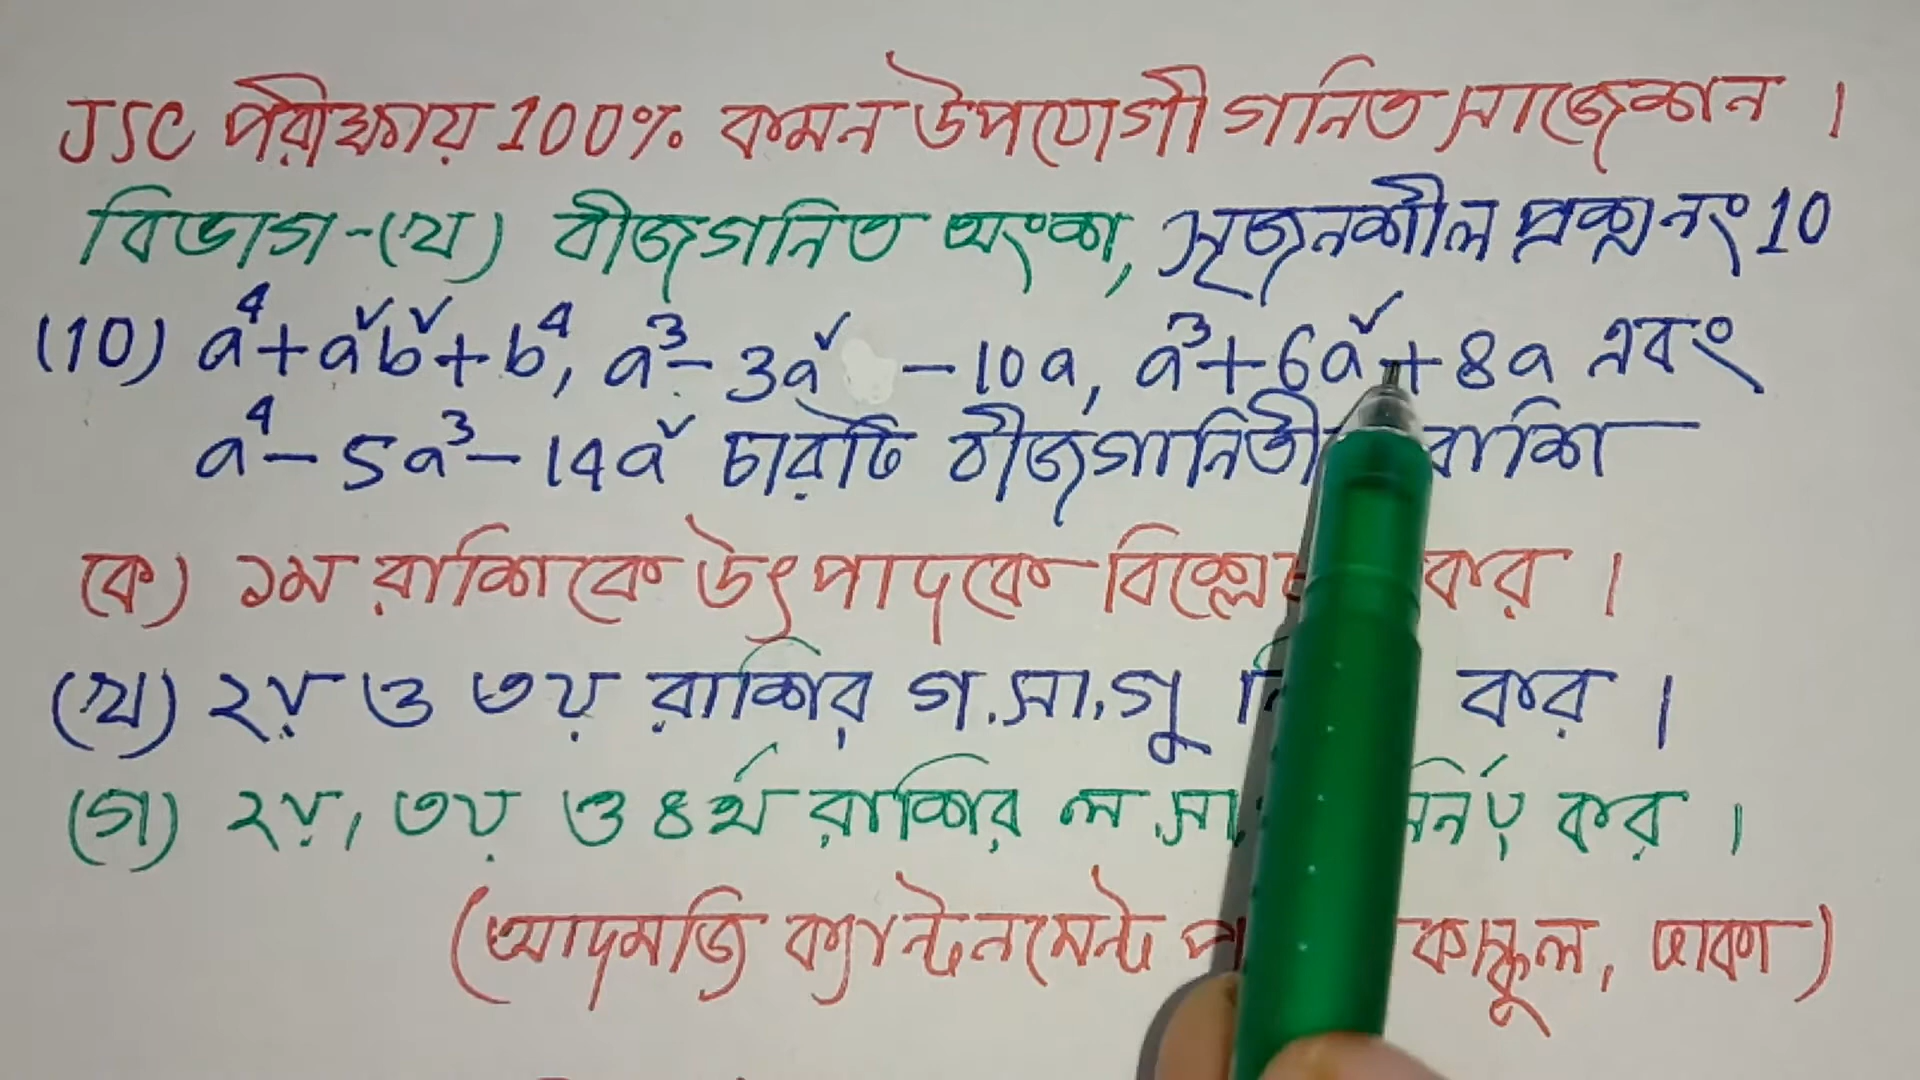 JSC পরীক্ষায় 100% কমন উপযোগী গনিত সাজেশন ।
বিভাগ-(খ) বীজগনিত অংশ, সৃজনশীল প্রশ্ন নং 10
(10) a⁴+a²b²+b⁴, a³-3a² -10a, a³+6a²+8a এবং
a⁴-5a³-14a² চারটি বীজগানিতী রাশি
(ক) ১ম রাশিকে উৎপাদকে বিশ্লে কর ।
(খ) ২য় ও ৩য় রাশির গ.সা.গু কর ।
(গ) ২য়, ৩য় ও ৪র্থ রাশির ল.সা. কর ।
(আদমজি ক্যান্টনমেন্ট স্কুল, ঢাকা)